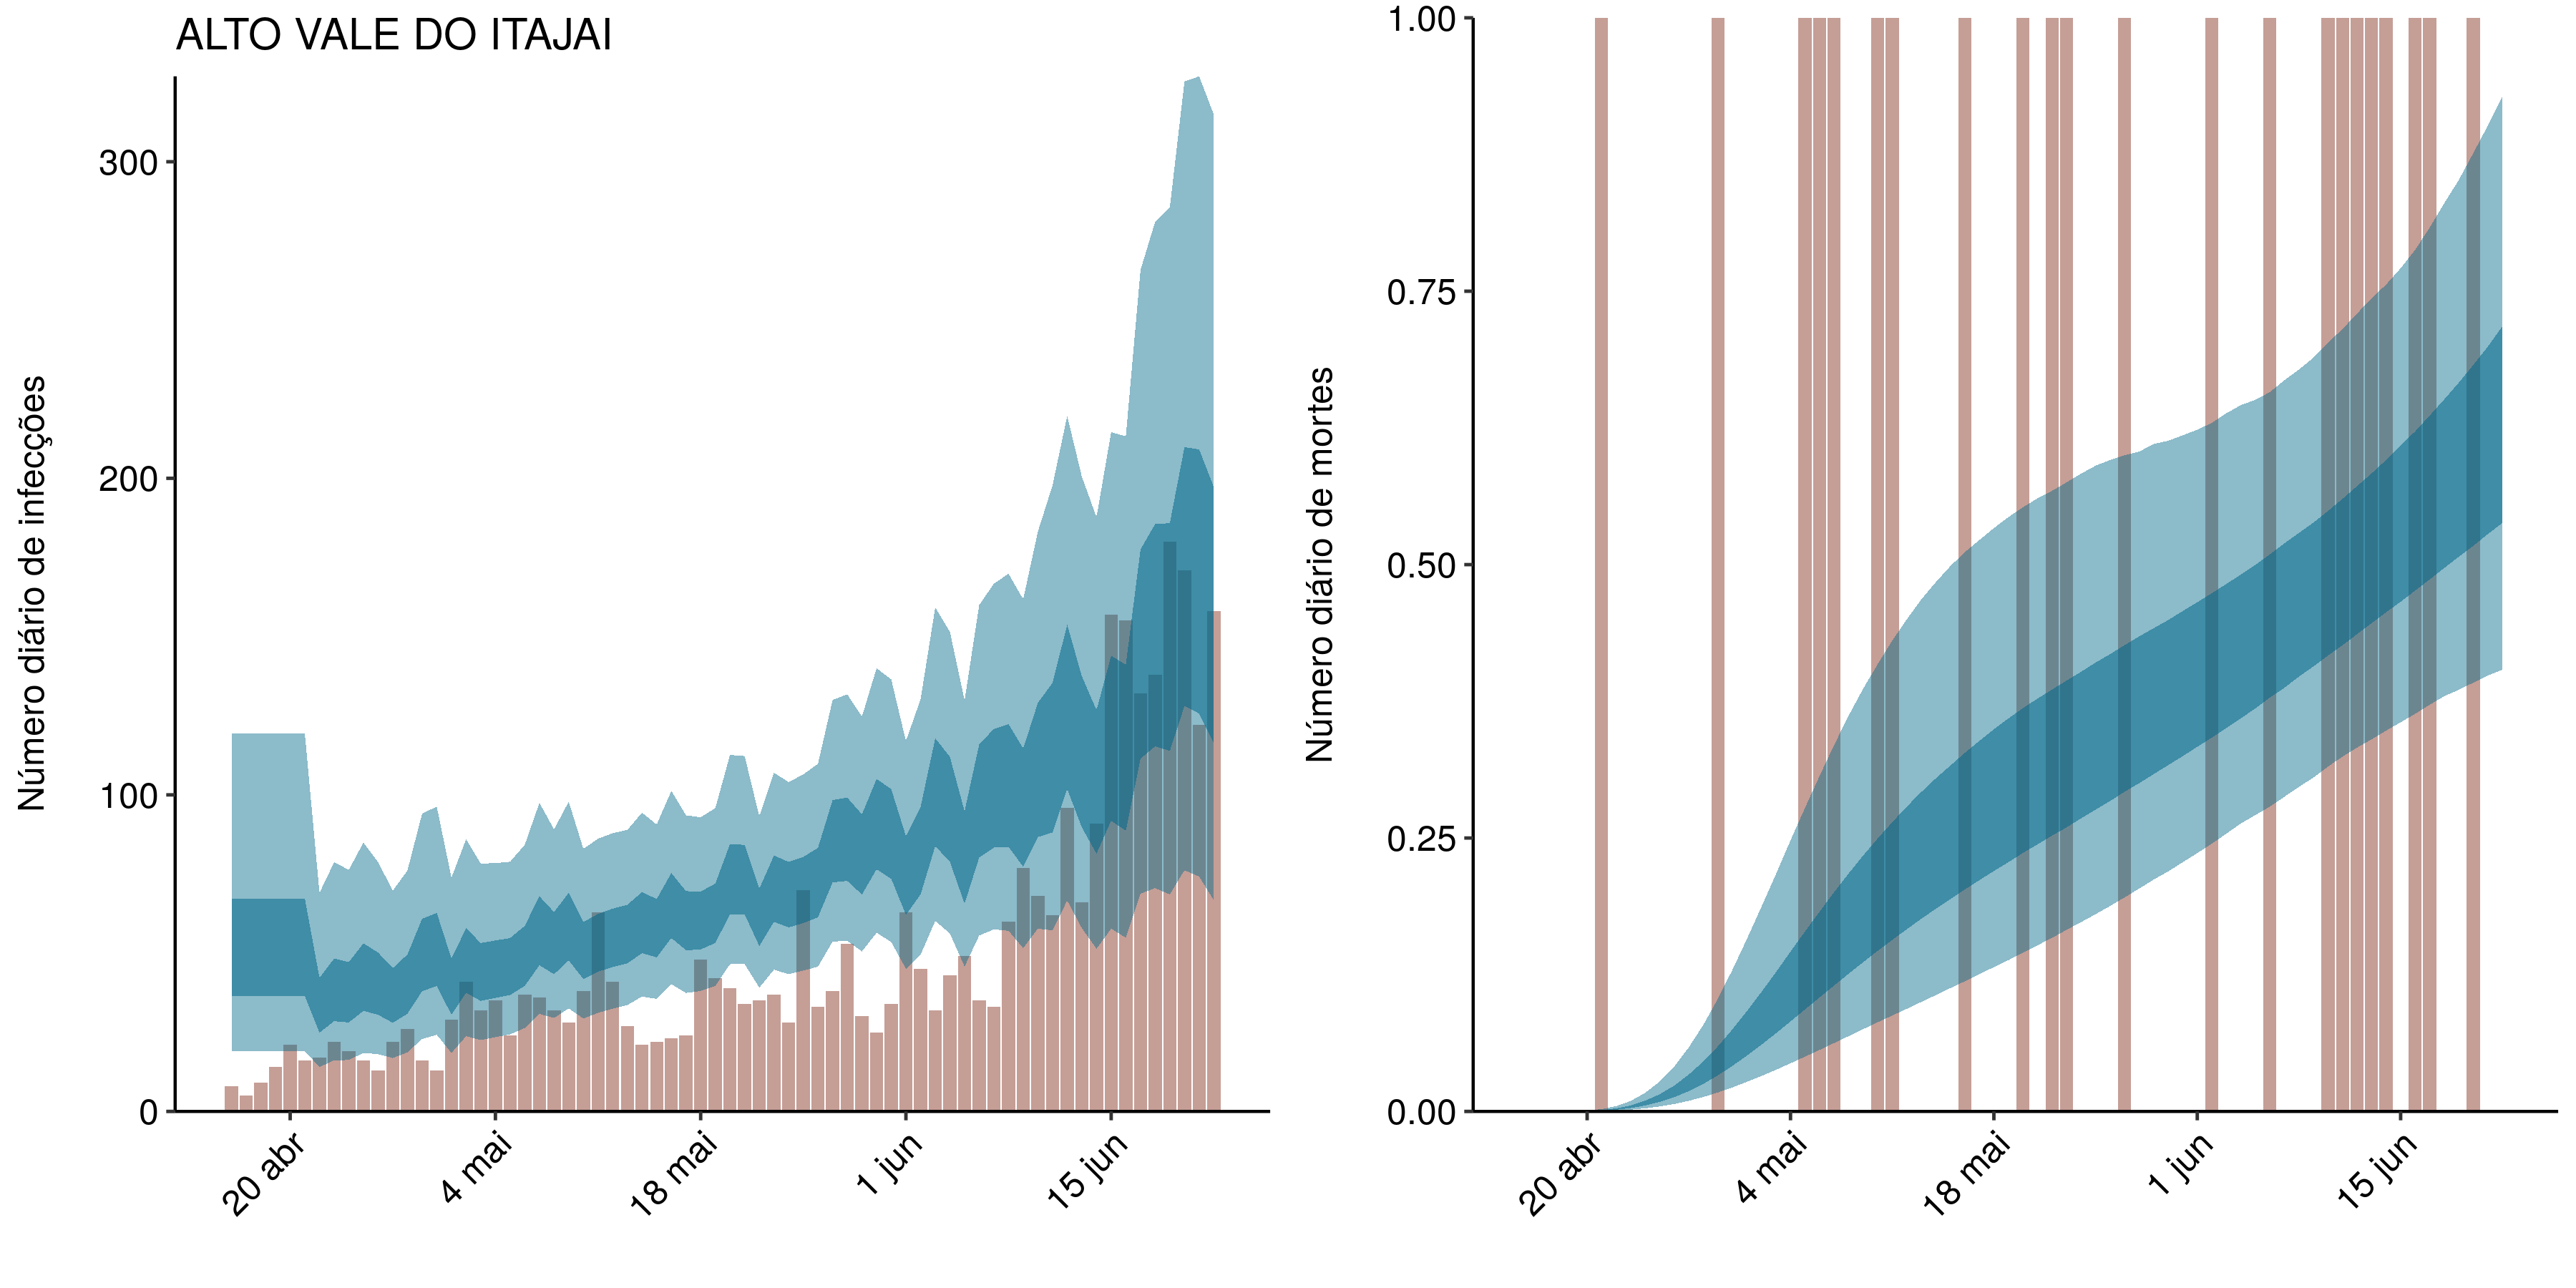 ALTO VALE DO ITAJAI
Número diário de infecções
300
200
100
0
20 abr
4 mai
18 mai
1 jun
15 jun
Número diário de mortes
1.00
0.75
0.50
0.25
0.00
20 abr
4 mai
18 mai
1 jun
15 jun